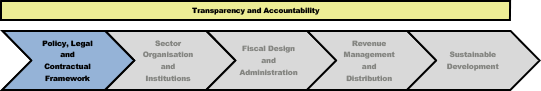 Transparency and Accountability
Policy, Legal
and
Contractual
Framework
Sector
Organisation
and
Institutions
Fiscal Design
and
Administration
Revenue
Management
and
Distribution
Sustainable
Development